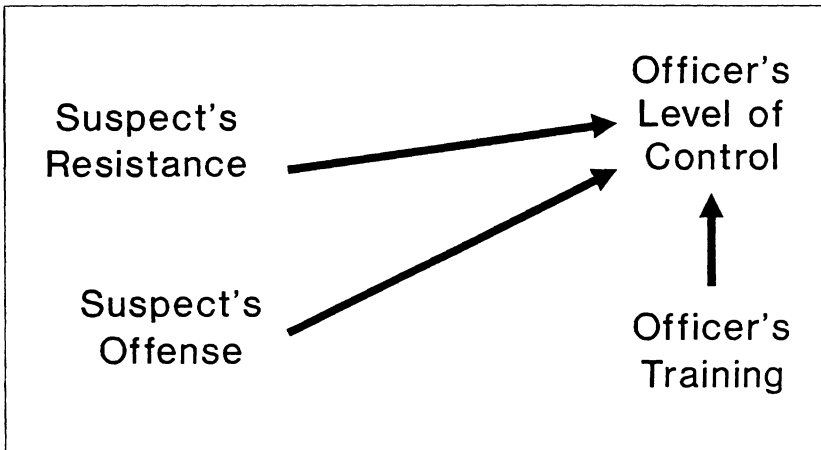 Suspect's
Resistance
Officer's
Level of
Control
Suspect's
Offense
Officer's
Training